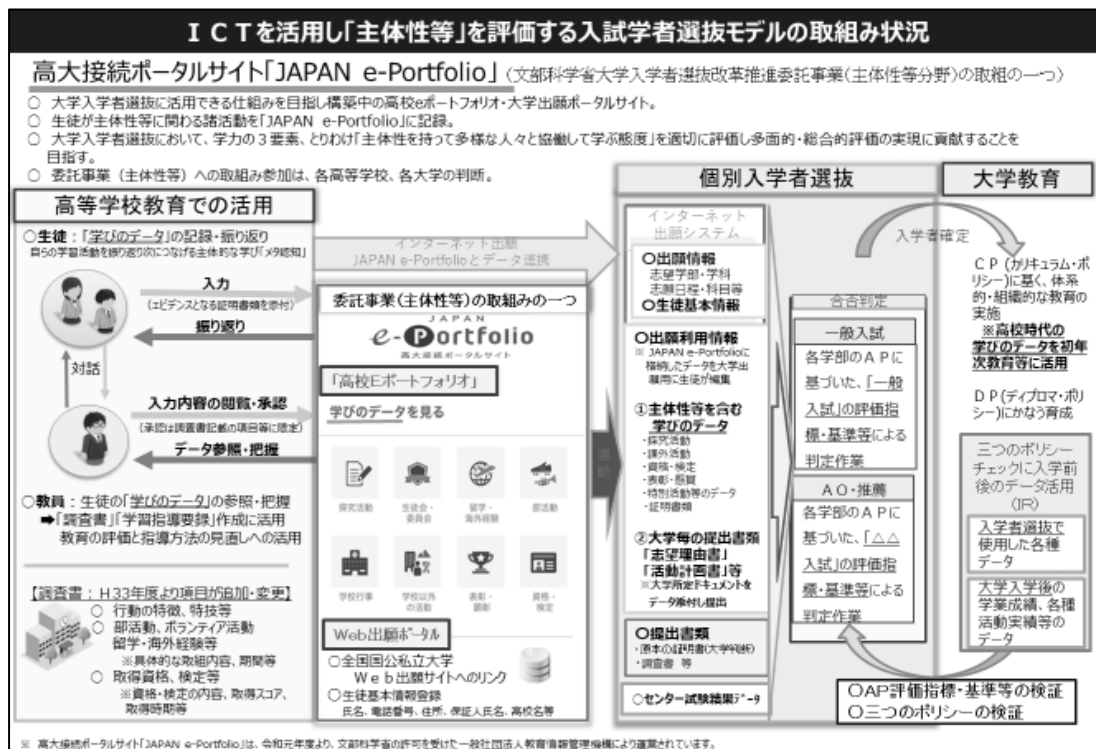 ＩＣＴを活用し「主体性等」を評価する入試学者選抜モデルの取組み状況
高大接続ポータルサイト「JAPAN e-Portfolio」（文部科学省大学入学者選抜改革推進委託事業（主体性等分野）の取組の一つ）
○ 大学入学者選抜に活用できる仕組みを目指し構築中の高校eポートフォリオ・大学出願ポータルサイト。
○ 生徒が主体性等に関わる諸活動を「JAPAN e-Portfolio」に記録。
○ 大学入学者選抜において、学力の３要素、とりわけ「主体性を持って多様な人々と協働して学ぶ態度」を適切に評価し多面的・総合的評価の実現に貢献することを
目指す。
○ 委託事業（主体性等）への取組み参加は、各高等学校、各大学の判断。
高等学校教育での活用
○生徒：「学びのデータ」の記録・振り返り
自らの学習活動を振り返り次につなげる主体的な学び「メタ認知」
入力
（エビデンスとなる証明書類を添付）
振り返り
対話
入力内容の閲覧・承認
（承認は調査書記載の項目等に限定）
データ参照・把握
○教員：生徒の「学びのデータ」の参照・把握
➡「調査書」「学習指導要録」作成に活用
教育の評価と指導方法の見直しへの活用
【調査書：Ｈ33年度より項目が追加・変更】
○ 行動の特徴、特技等
○ 部活動、ボランティア活動
留学・海外経験等
※具体的な取組内容、期間等
○ 取得資格、検定等
※資格・検定の内容、取得スコア、
取得時期等
インターネット出願
JAPAN e-Portfolioとデータ連携
委託事業（主体性等）の取組みの一つ
JAPAN
e-Portfolio
高大接続ポータルサイト
「高校Eポートフォリオ」
学びのデータを見る
探究活動
生徒会・
委員会
留学・
海外経験
部活動
学校行事
学校以外
の活動
表彰・
顕彰
資格・
検定
Web出願ポータル
○全国国公私立大学
Ｗｅｂ出願サイトへのリンク
○生徒基本情報登録
氏名、電話番号、住所、保証人氏名、高校名等
連動
個別入学者選抜
インターネット
出願システム
○出願情報
志望学部・学科
志願日程・科目等
○生徒基本情報
○出願利用情報
※ JAPAN e-Portfolioに
格納したデータを大学出
願用に生徒が編集
①主体性等を含む
学びのデータ
・探究活動
・課外活動
・資格・検定
・表彰・懸賞
・特別活動等のデータ
・証明書類
②大学毎の提出書類
「志望理由書」
「活動計画書」等
※大学所定ドキュメントを
データ添付し提出
○提出書類
・原本の証明書（大学判断）
・調査書 等
○センター試験結果データ
入学者確定
合否判定
一般入試
各学部のＡＰに
基づいた、「一般
入試」の評価指
標・基準等による
判定作業
ＡＯ・推薦
各学部のＡＰに
基づいた、「△△
入試」の評価指
標・基準等による
判定作業
大学教育
ＣＰ（カリキュラム・ポ
リシー）に基く、体系
的・組織的な教育の
実施
※高校時代の
学びのデータを初年
次教育等に活用
ＤＰ（ディプロマ・ポリ
シー）にかなう育成
三つのポリシー
チェックに入学前
後のデータ活用
（IR）
入学者選抜で
使用した各種
データ
大学入学後の
学業成績、各種
活動実績等の
データ
○AP評価指標・基準等の検証
○三つのポリシーの検証
※ 高大接続ポータルサイト「JAPAN e-Portfolio」は、令和元年度より、文部科学省の許可を受けた一般社団法人教育情報管理機構により運営されています。